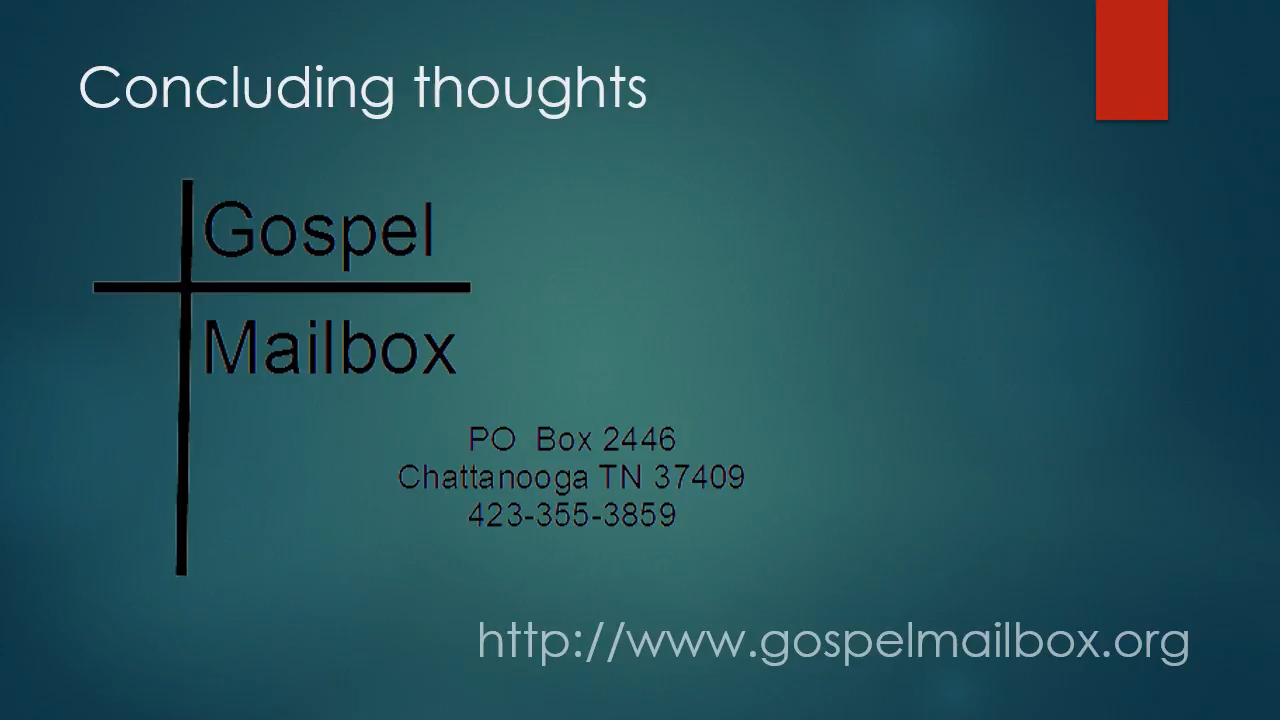 Concluding thoughts
Gospel
Mailbox
PO Box 2446
Chattanooga TN 37409
423-355-3859
http://www.gospelmailbox.org